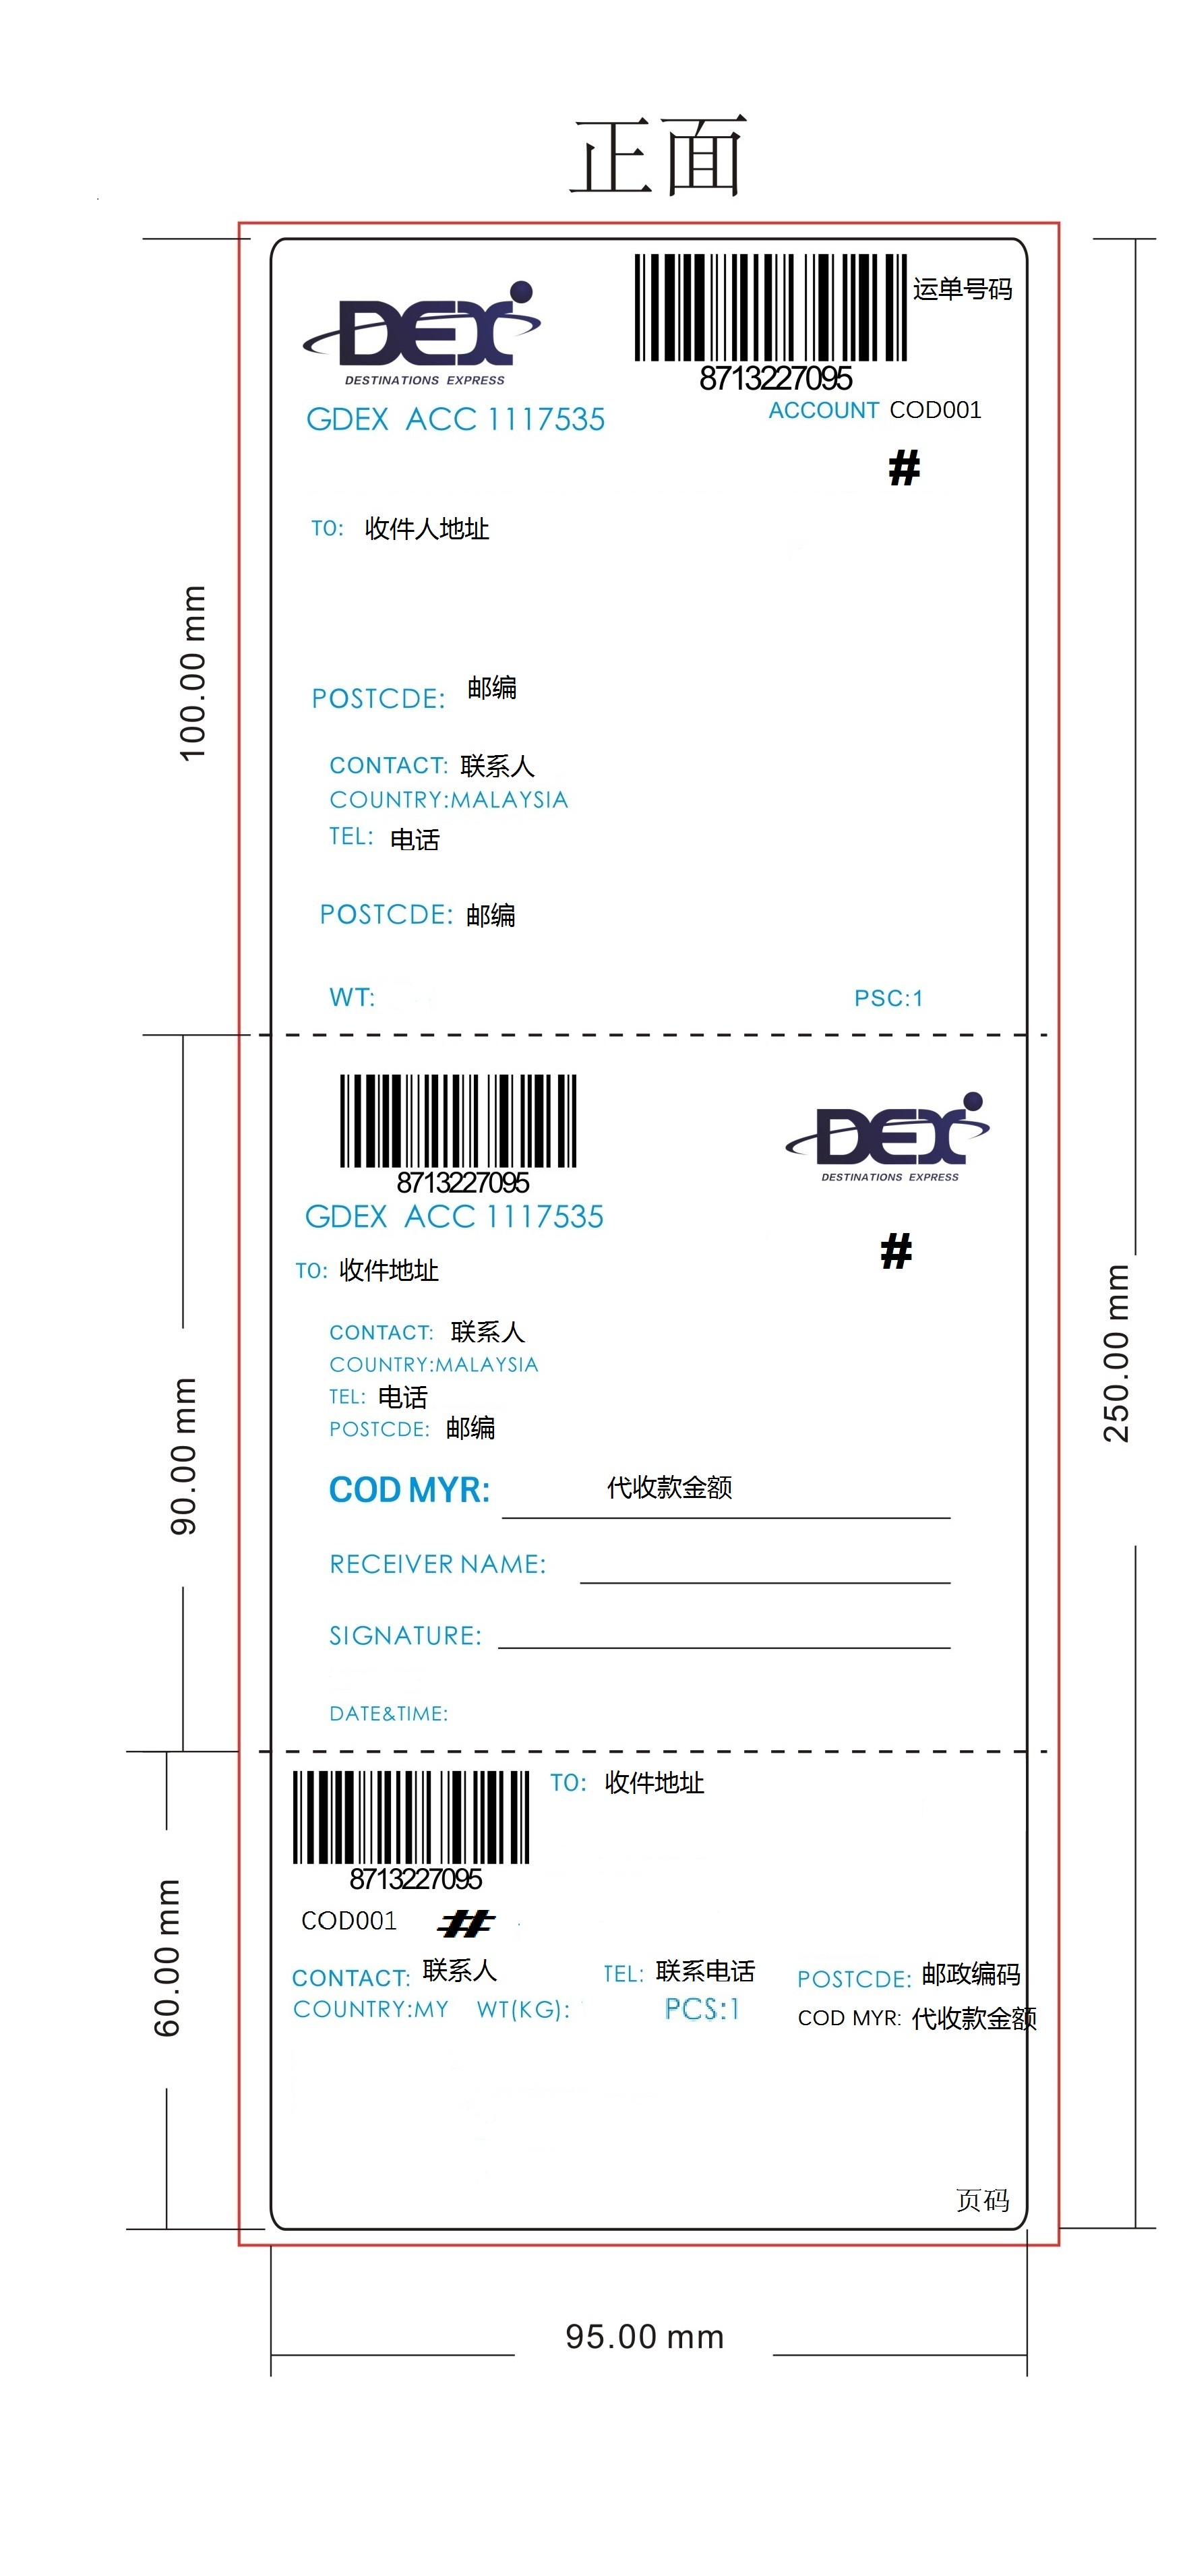 正面
DEX
DESTINATIONS EXPRESS
运单号码
8713227095
GDEX ACC 1117535
ACCOUNT COD001
#
TO: 收件人地址
100.00 mm
POSTCDE: 邮编
CONTACT: 联系人
COUNTRY:MALAYSIA
TEL: 电话
POSTCDE: 邮编
WT: PSC:1
8713227095
DEX
DESTINATIONS EXPRESS
GDEX ACC 1117535
#
TO: 收件地址
CONTACT: 联系人
COUNTRY:MALAYSIA
TEL: 电话
POSTCDE: 邮编
90.00 mm
250.00 mm
COD MYR: 代收款金额
RECEIVER NAME:
SIGNATURE:
DATE&TIME:
TO: 收件地址
8713227095
COD001 #
60.00 mm
CONTACT: 联系人 TEL: 联系电话 POSTCDE: 邮政编码
COUNTRY:MY WT(KG): PCS:1 COD MYR: 代收款金额
页码
95.00 mm